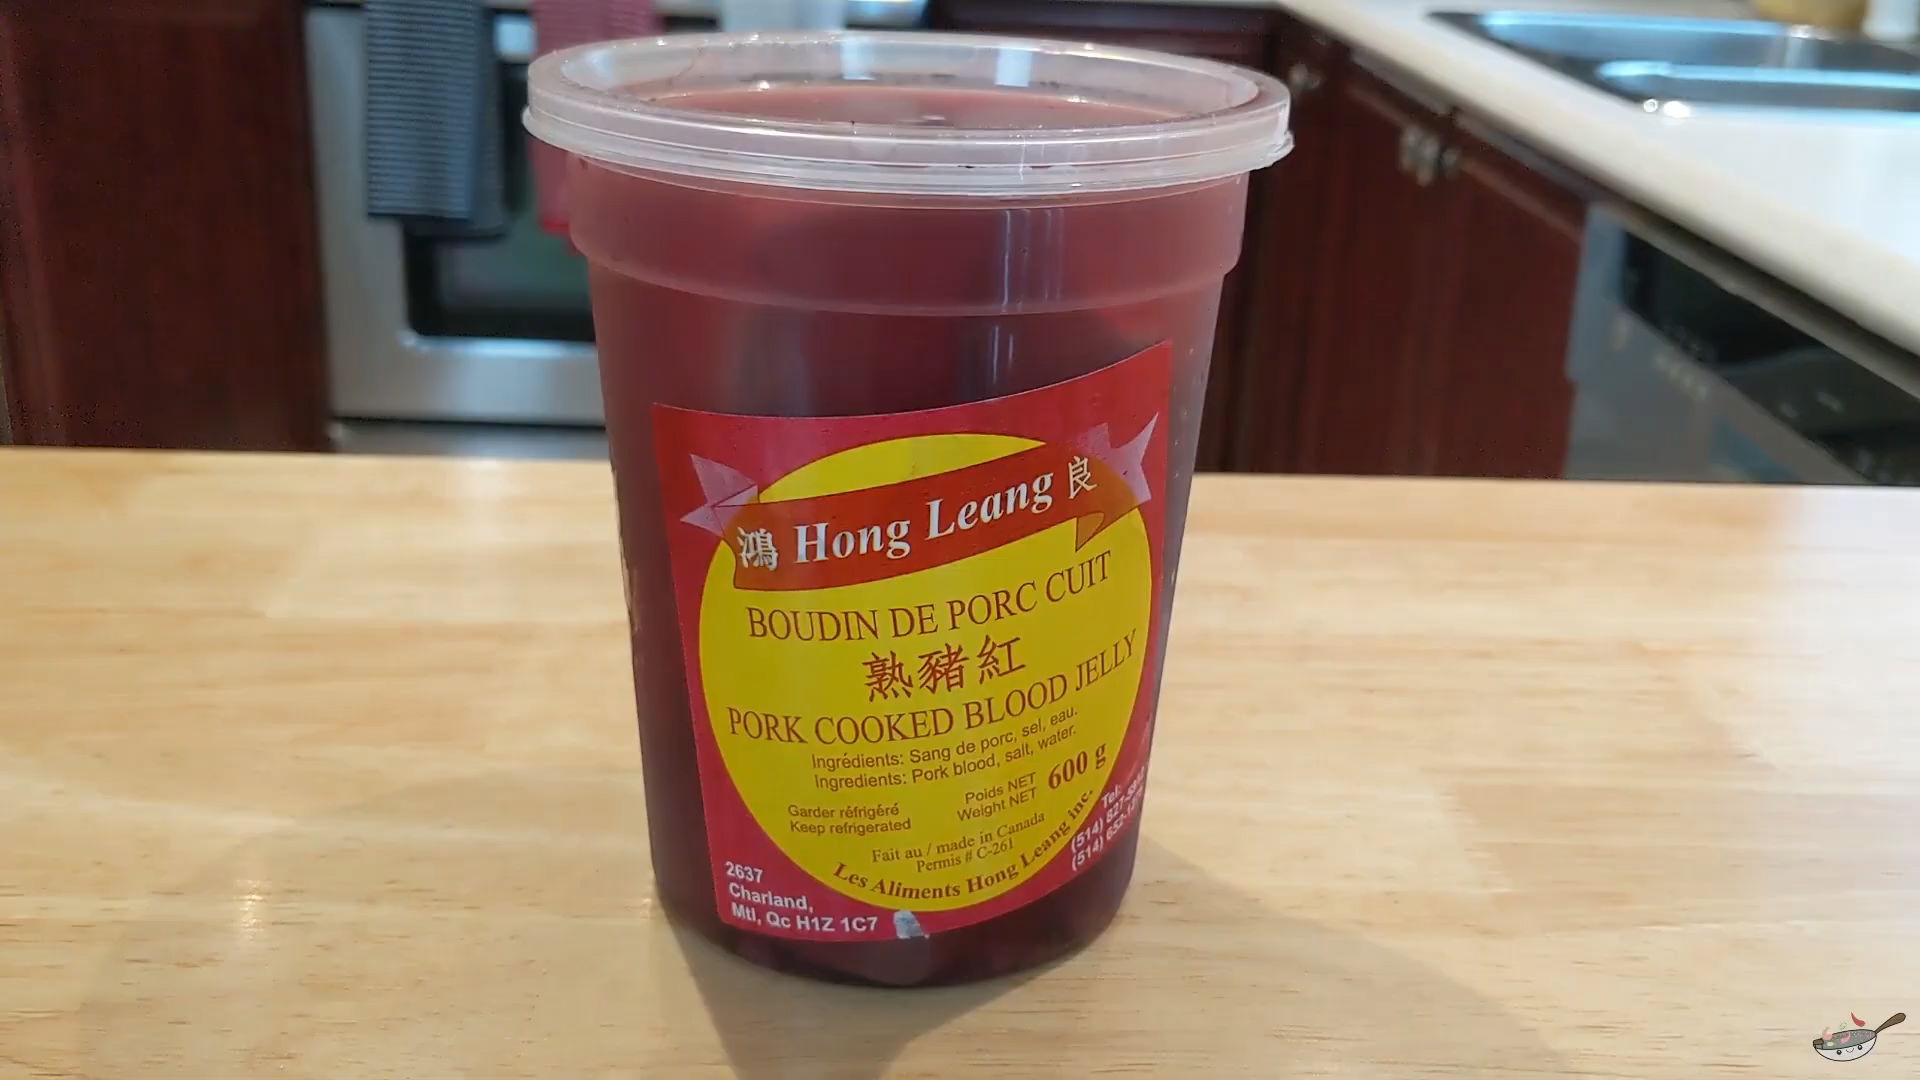 鴻 Hong Leang 良
BOUDIN DE PORC CUIT
熟豬紅
PORK COOKED BLOOD JELLY
Ingrédients: Sang de porc, sel, eau.
Ingredients: Pork blood, salt, water.
Poids NET
Weight NET 600 g
Garder réfrigéré
Keep refrigerated
Fait au / made in Canada
Permis # C-261
Les Aliments Hong Leang inc.
2637
Charland,
Mtl, Qc H1Z 1C7
Tel:
(514)
(514)